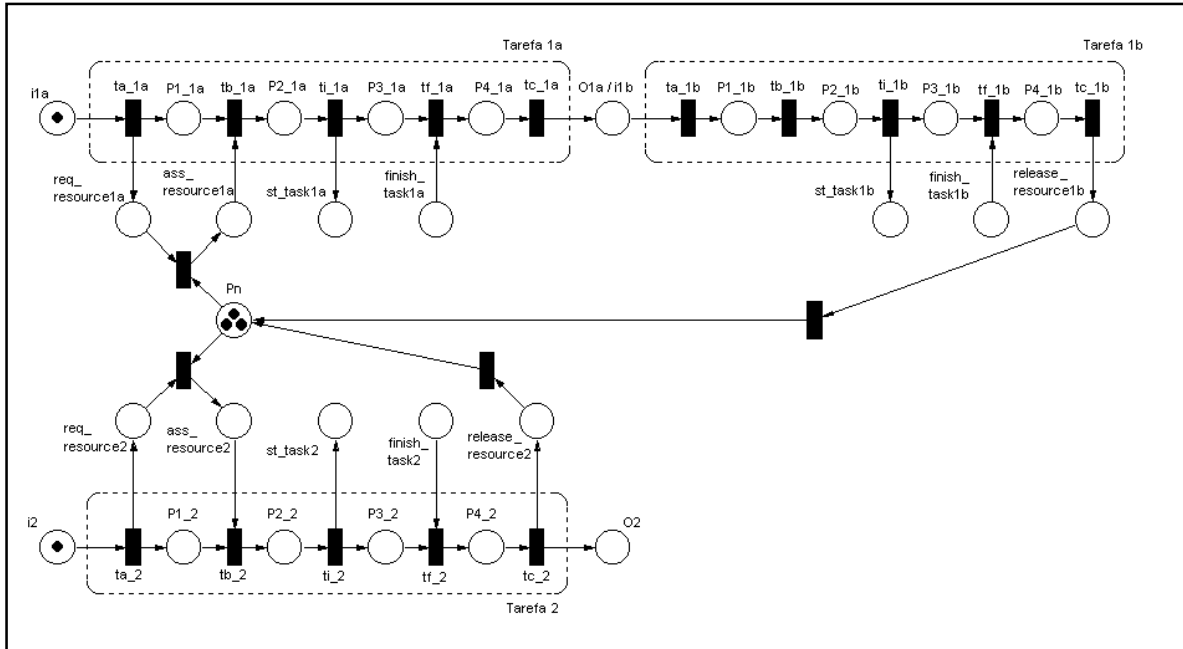 Tarefa 1a
Tarefa 1b
i1a
ta_1a
P1_1a
tb_1a
P2_1a
ti_1a
P3_1a
tf_1a
P4_1a
tc_1a
O1a / i1b
ta_1b
P1_1b
tb_1b
P2_1b
ti_1b
P3_1b
tf_1b
P4_1b
tc_1b
req_
resource1a
ass_
resource1a
st_task1a
finish_
task1a
st_task1b
finish_
task1b
release_
resource1b
Pn
req_
resource2
ass_
resource2
st_task2
finish_
task2
release_
resource2
i2
P1_2
P2_2
P3_2
P4_2
O2
ta_2
tb_2
ti_2
tf_2
tc_2
Tarefa 2